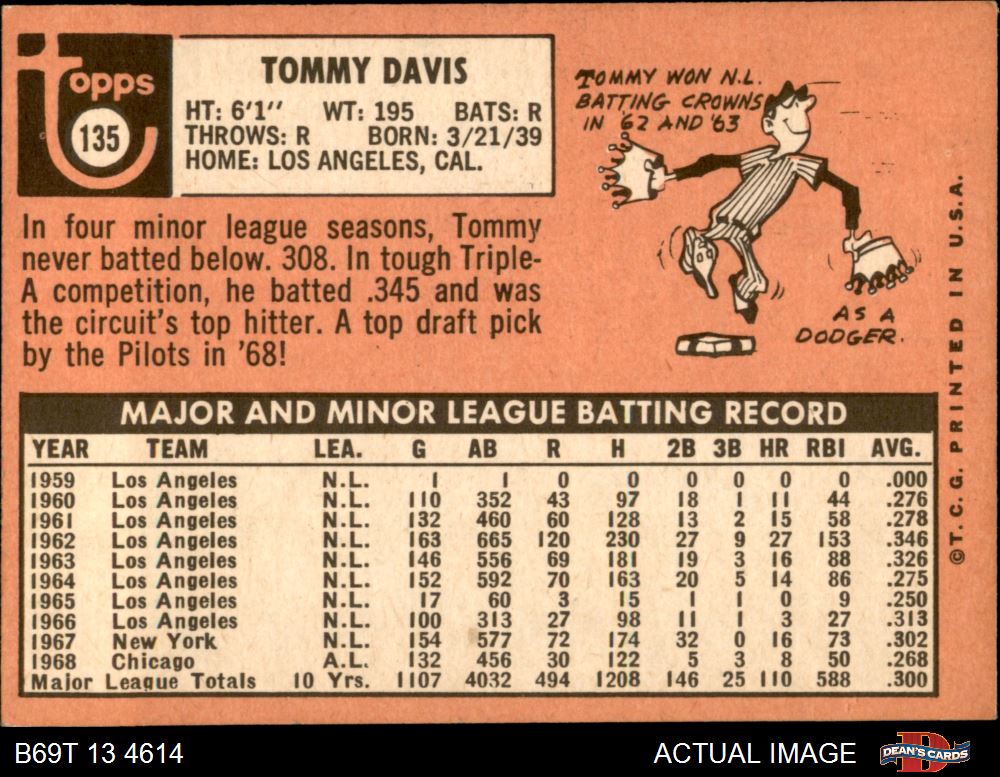 Topps
135
TOMMY DAVIS
HT: 6'1'' WT: 195 BATS: R
THROWS: R BORN: 3/21/39
HOME: LOS ANGELES, CAL.
TOMMY WON N.L.
BATTING CROWNS
IN '62 AND '63
AS A
DODGER.
In four minor league seasons, Tommy
never batted below. 308. In tough Triple-
A competition, he batted .345 and was
the circuit's top hitter. A top draft pick
by the Pilots in '68!
MAJOR AND MINOR LEAGUE BATTING RECORD
YEAR TEAM LEA. G AB R H 2B 3B HR RBI AVG.
1959 Los Angeles N.L. 1 1 0 0 0 0 0 0 .000
1960 Los Angeles N.L. 110 352 43 97 18 1 11 44 .276
1961 Los Angeles N.L. 132 460 60 128 13 2 15 58 .278
1962 Los Angeles N.L. 163 665 120 230 27 9 27 153 .346
1963 Los Angeles N.L. 146 556 69 181 19 3 16 88 .326
1964 Los Angeles N.L. 152 592 70 163 20 5 14 86 .275
1965 Los Angeles N.L. 17 60 3 15 1 1 0 9 .250
1966 Los Angeles N.L. 100 313 27 98 11 1 3 27 .313
1967 New York N.L. 154 577 72 174 32 0 16 73 .302
1968 Chicago A.L. 132 456 30 122 5 3 8 50 .268
Major League Totals 10 Yrs. 1107 4032 494 1208 146 25 110 588 .300
©T. C. G. PRINTED IN U.S.A.
B69T 13 4614
ACTUAL IMAGE
DEAN'S CARDS